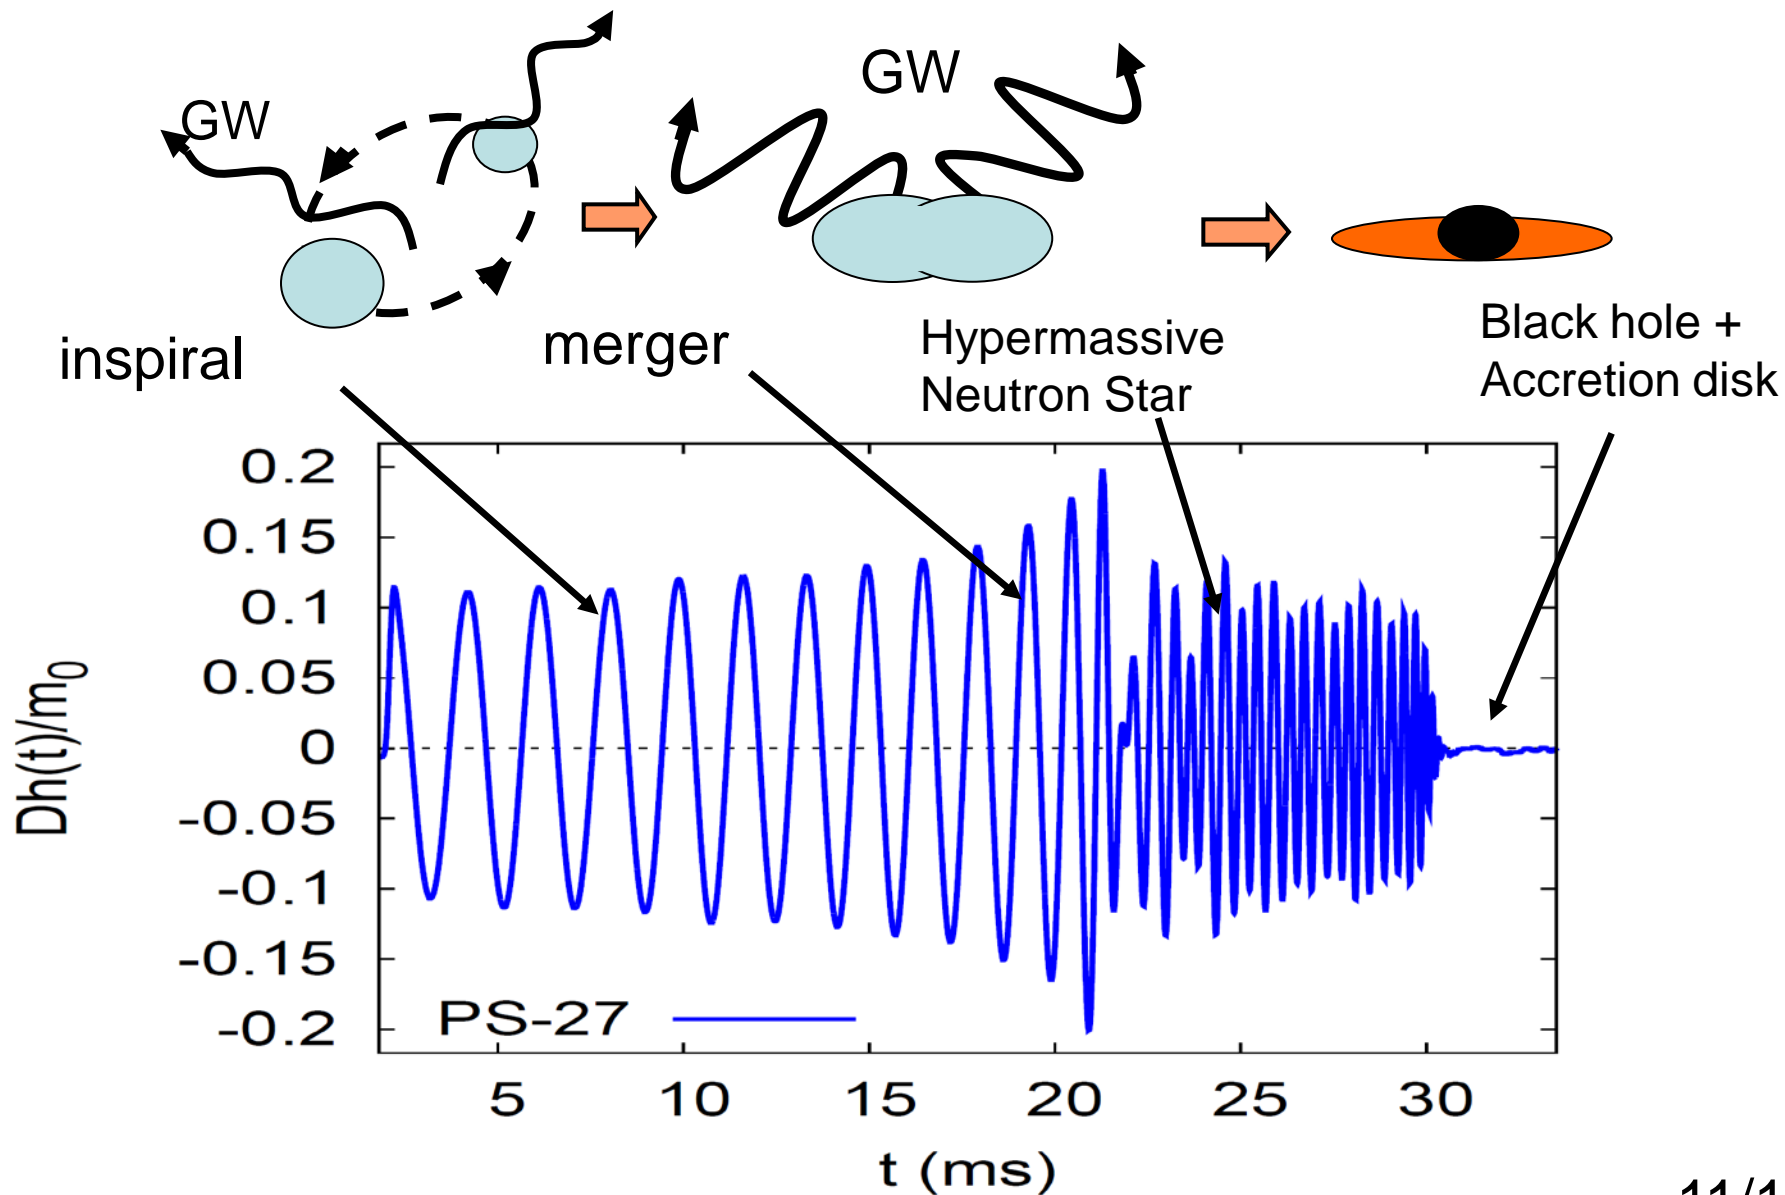 GW
GW
inspiral
merger
Hypermassive
Neutron Star
Black hole +
Accretion disk
Dh(t)/m0
0.2
0.15
0.1
0.05
0
-0.05
-0.1
-0.15
-0.2
PS-27
5 10 15 20 25 30
t (ms)
11/1